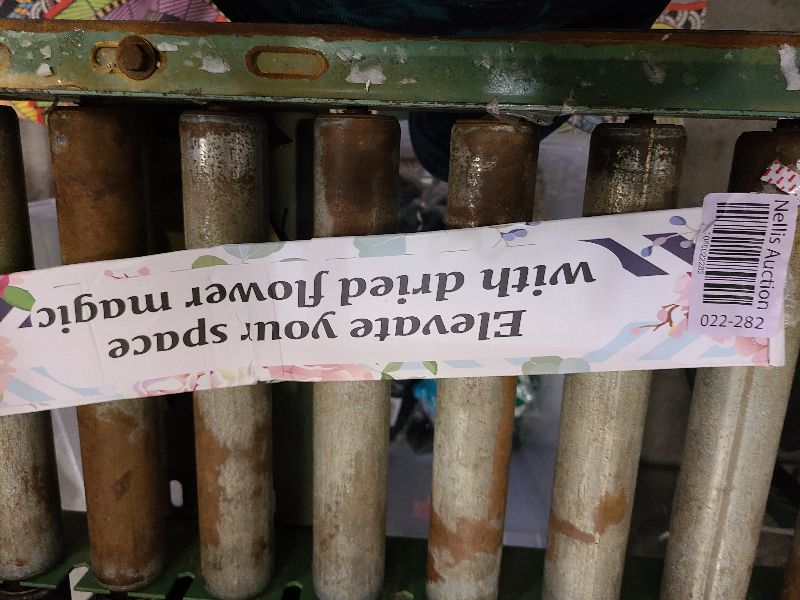 Elevate your space
with dried flower magic
Nellis Auction
022-282